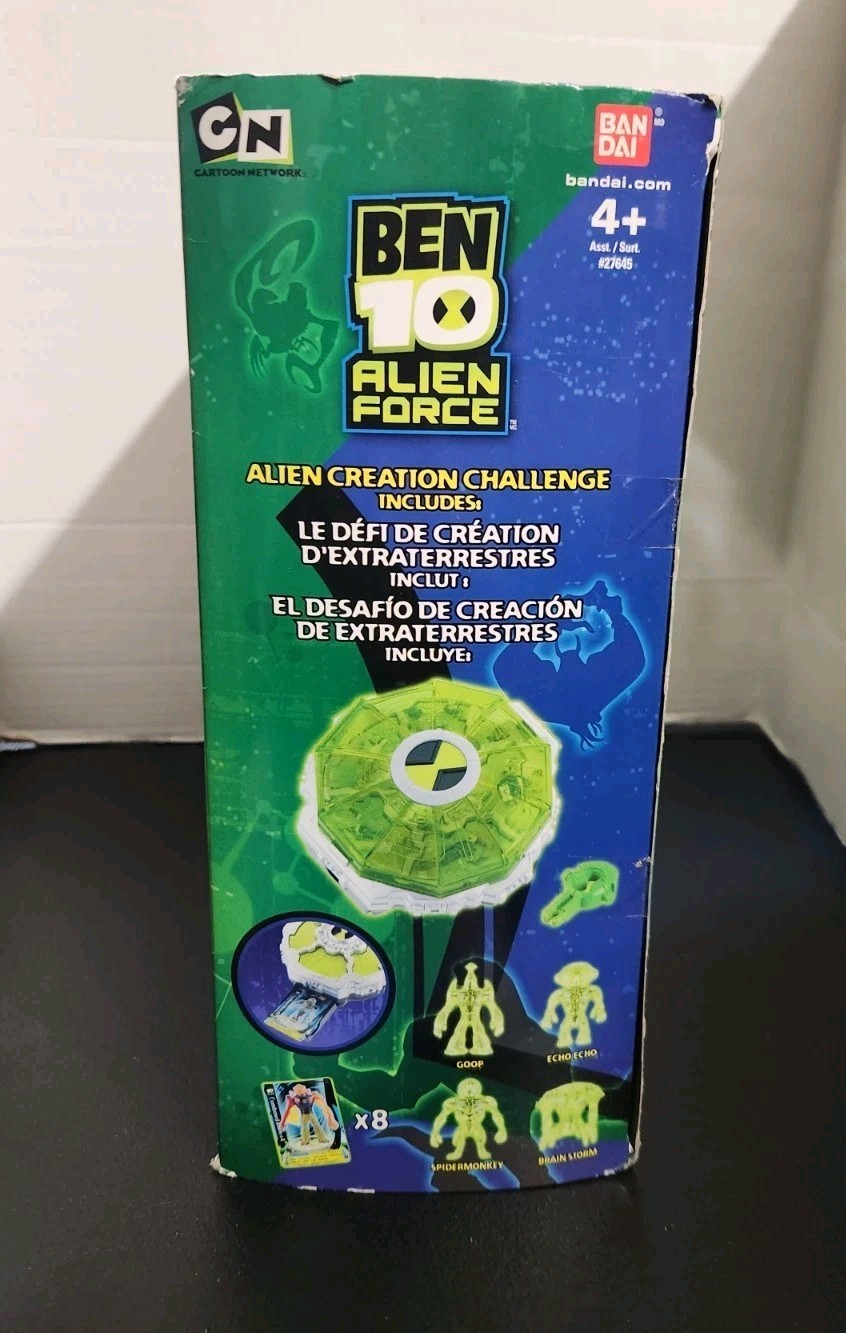 CN
CARTOON NETWORK
BAN
DAI
® MD
bandai.com
4+
Asst. / Surt.
#27645
BEN
10
ALIEN
FORCE
ALIEN CREATION CHALLENGE
INCLUDES:
LE DÉFI DE CRÉATION
D'EXTRATERRESTRES
INCLUT :
EL DESAFÍO DE CREACIÓN
DE EXTRATERRESTRES
INCLUYE:
GOOP
ECHO ECHO
x8
SPIDERMONKEY
BRAIN STORM